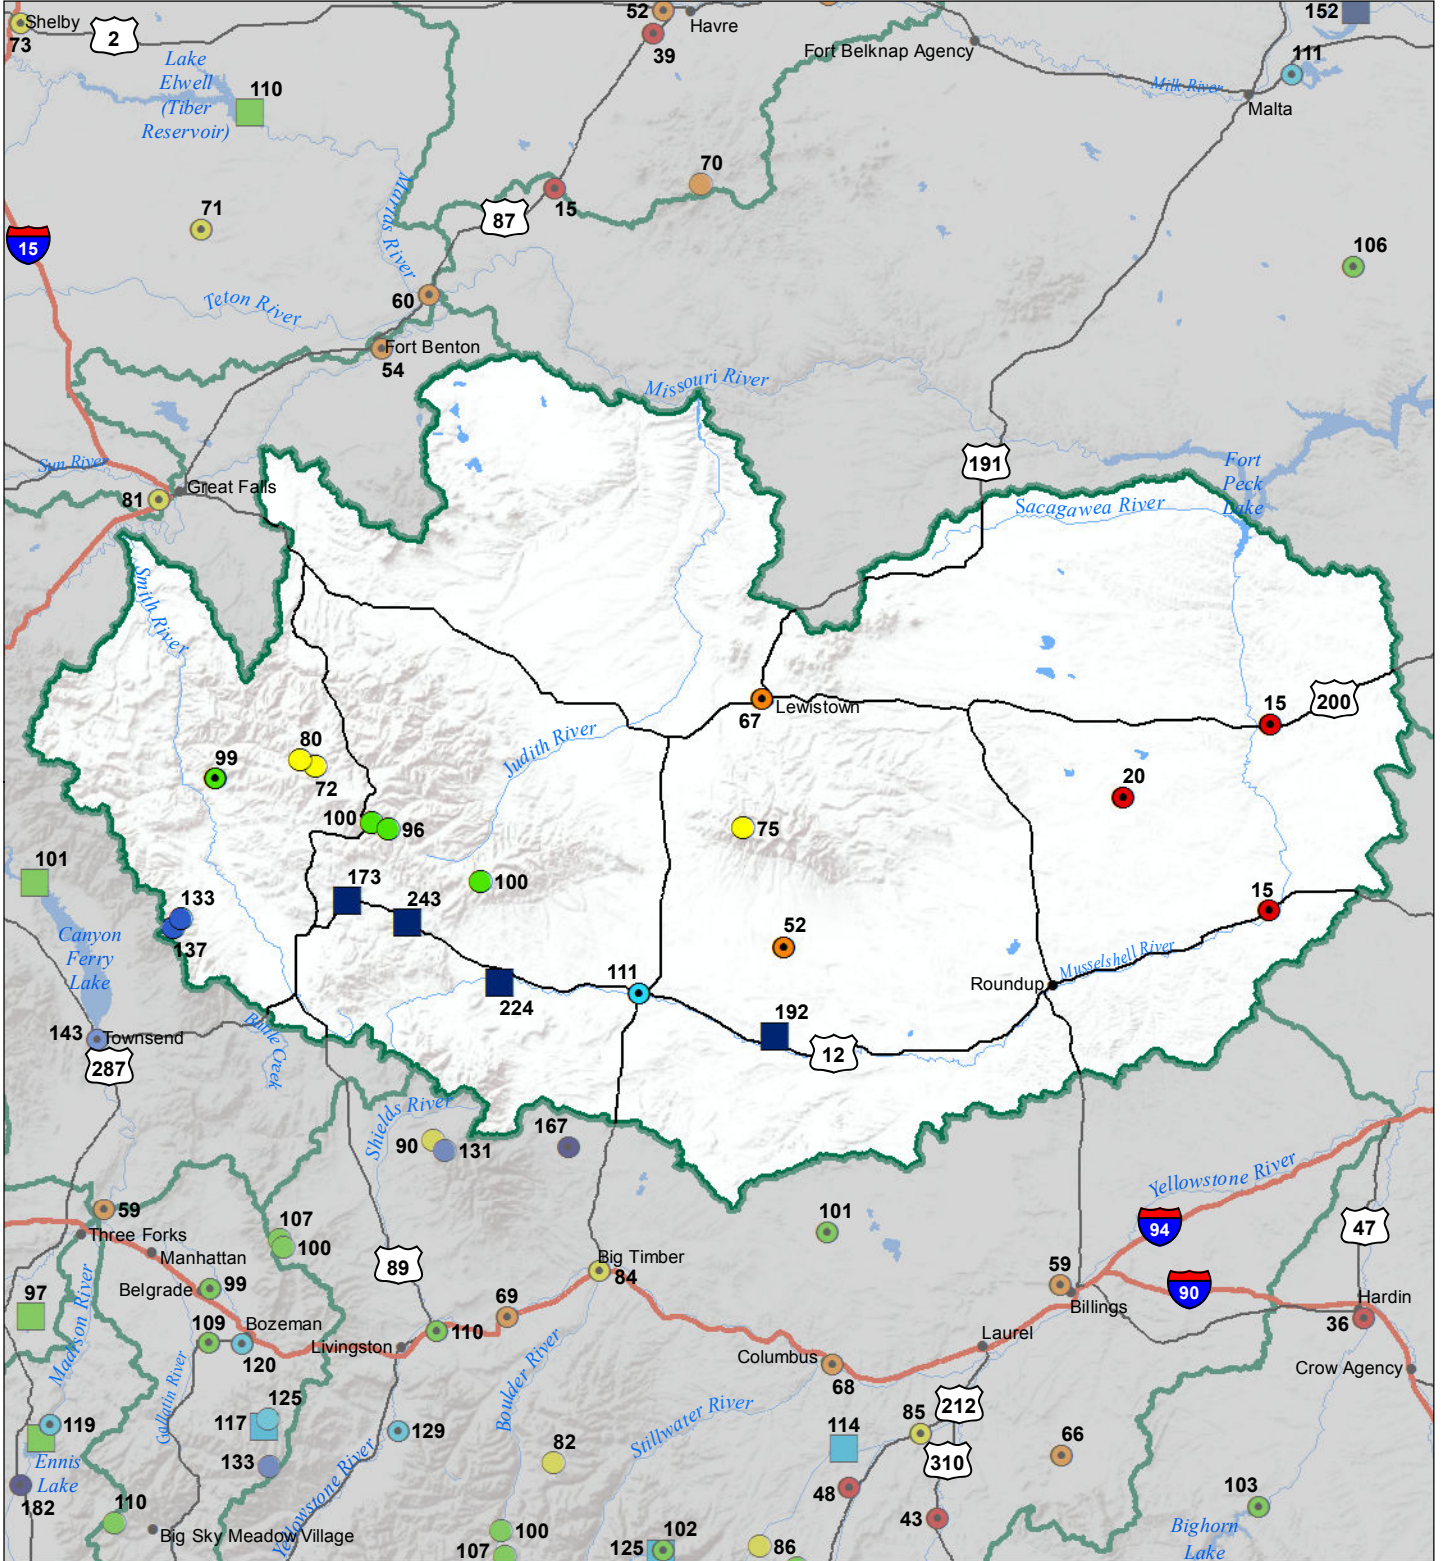 Shelby
73
2
52
Havre
39
Fort Belknap Agency
152
111
Malta
Milk River
Lake
Elwell
(Tiber
Reservoir)
110
Marias River
70
15
87
71
15
106
60
Teton River
Fort Benton
54
Missouri River
191
Fort
Peck
Lake
Sacagawea River
Sun River
Great Falls
81
Smith River
67
Lewistown
15
200
Judith River
80
72
99
20
100
96
75
101
173
243
100
133
137
15
52
Canyon
Ferry
Lake
Musselshell River
Roundup
111
224
192
12
143
Townsend
287
Battle Creek
Shields River
90
131
167
Yellowstone River
59
Three Forks
Manhattan
107
100
101
94
47
89
Big Timber
84
59
90
Billings
Hardin
36
Belgrade
99
97
Madison River
109
Bozeman
120
Livingston
110
69
Laurel
Columbus
68
Crow Agency
Boulder River
Gallatin River
125
117
119
Ennis
Lake
133
129
82
Stillwater River
114
85
212
310
66
182
110
Big Sky Meadow Village
Yellowstone River
48
43
103
Bighorn
Lake
100
107
102
125
86